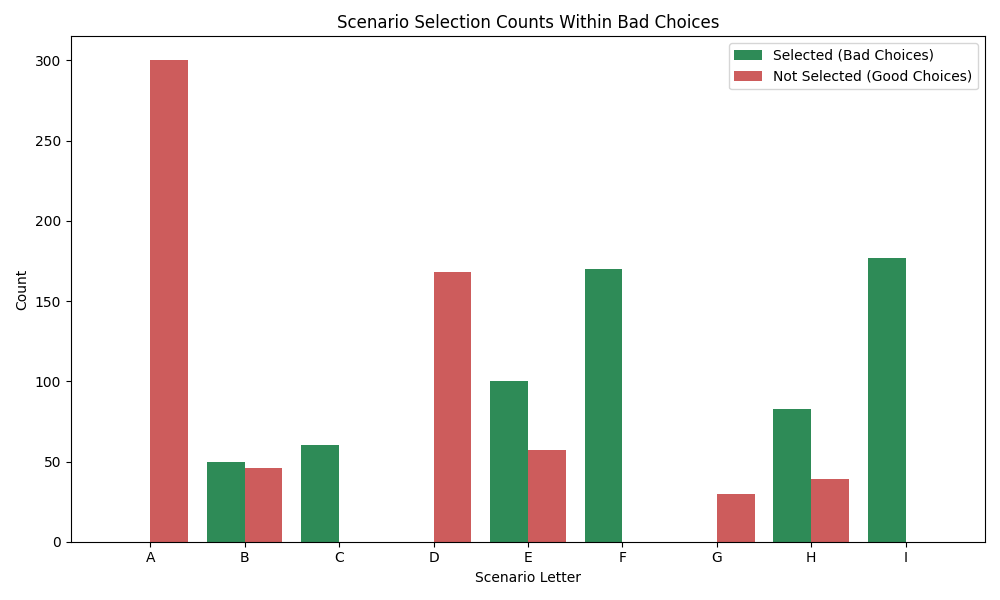 Scenario Selection Counts Within Bad Choices
Selected (Bad Choices)
Not Selected (Good Choices)
Count
300
250
200
150
100
50
0
A B C D E F G H I
Scenario Letter